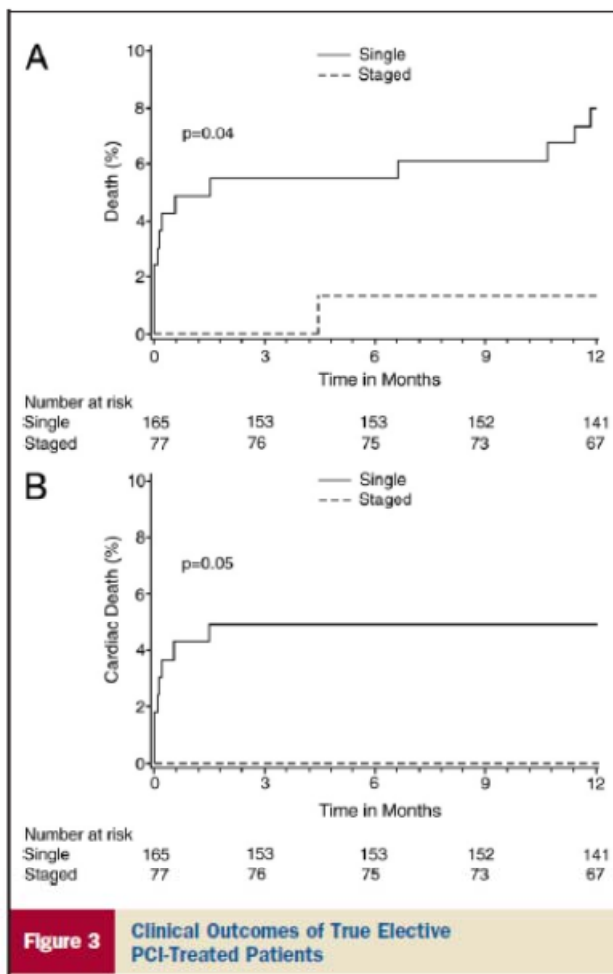 A
Single
Staged
p=0.04
Death (%)
10
8
6
4
2
0
0 3 6 9 12
Time in Months
Number at risk
Single 165 153 153 152 141
Staged 77 76 75 73 67
B
Single
Staged
p=0.05
Cardiac Death (%)
10
8
6
4
2
0
0 3 6 9 12
Time in Months
Number at risk
Single 165 153 153 152 141
Staged 77 76 75 73 67
Figure 3
Clinical Outcomes of True Elective
PCI-Treated Patients